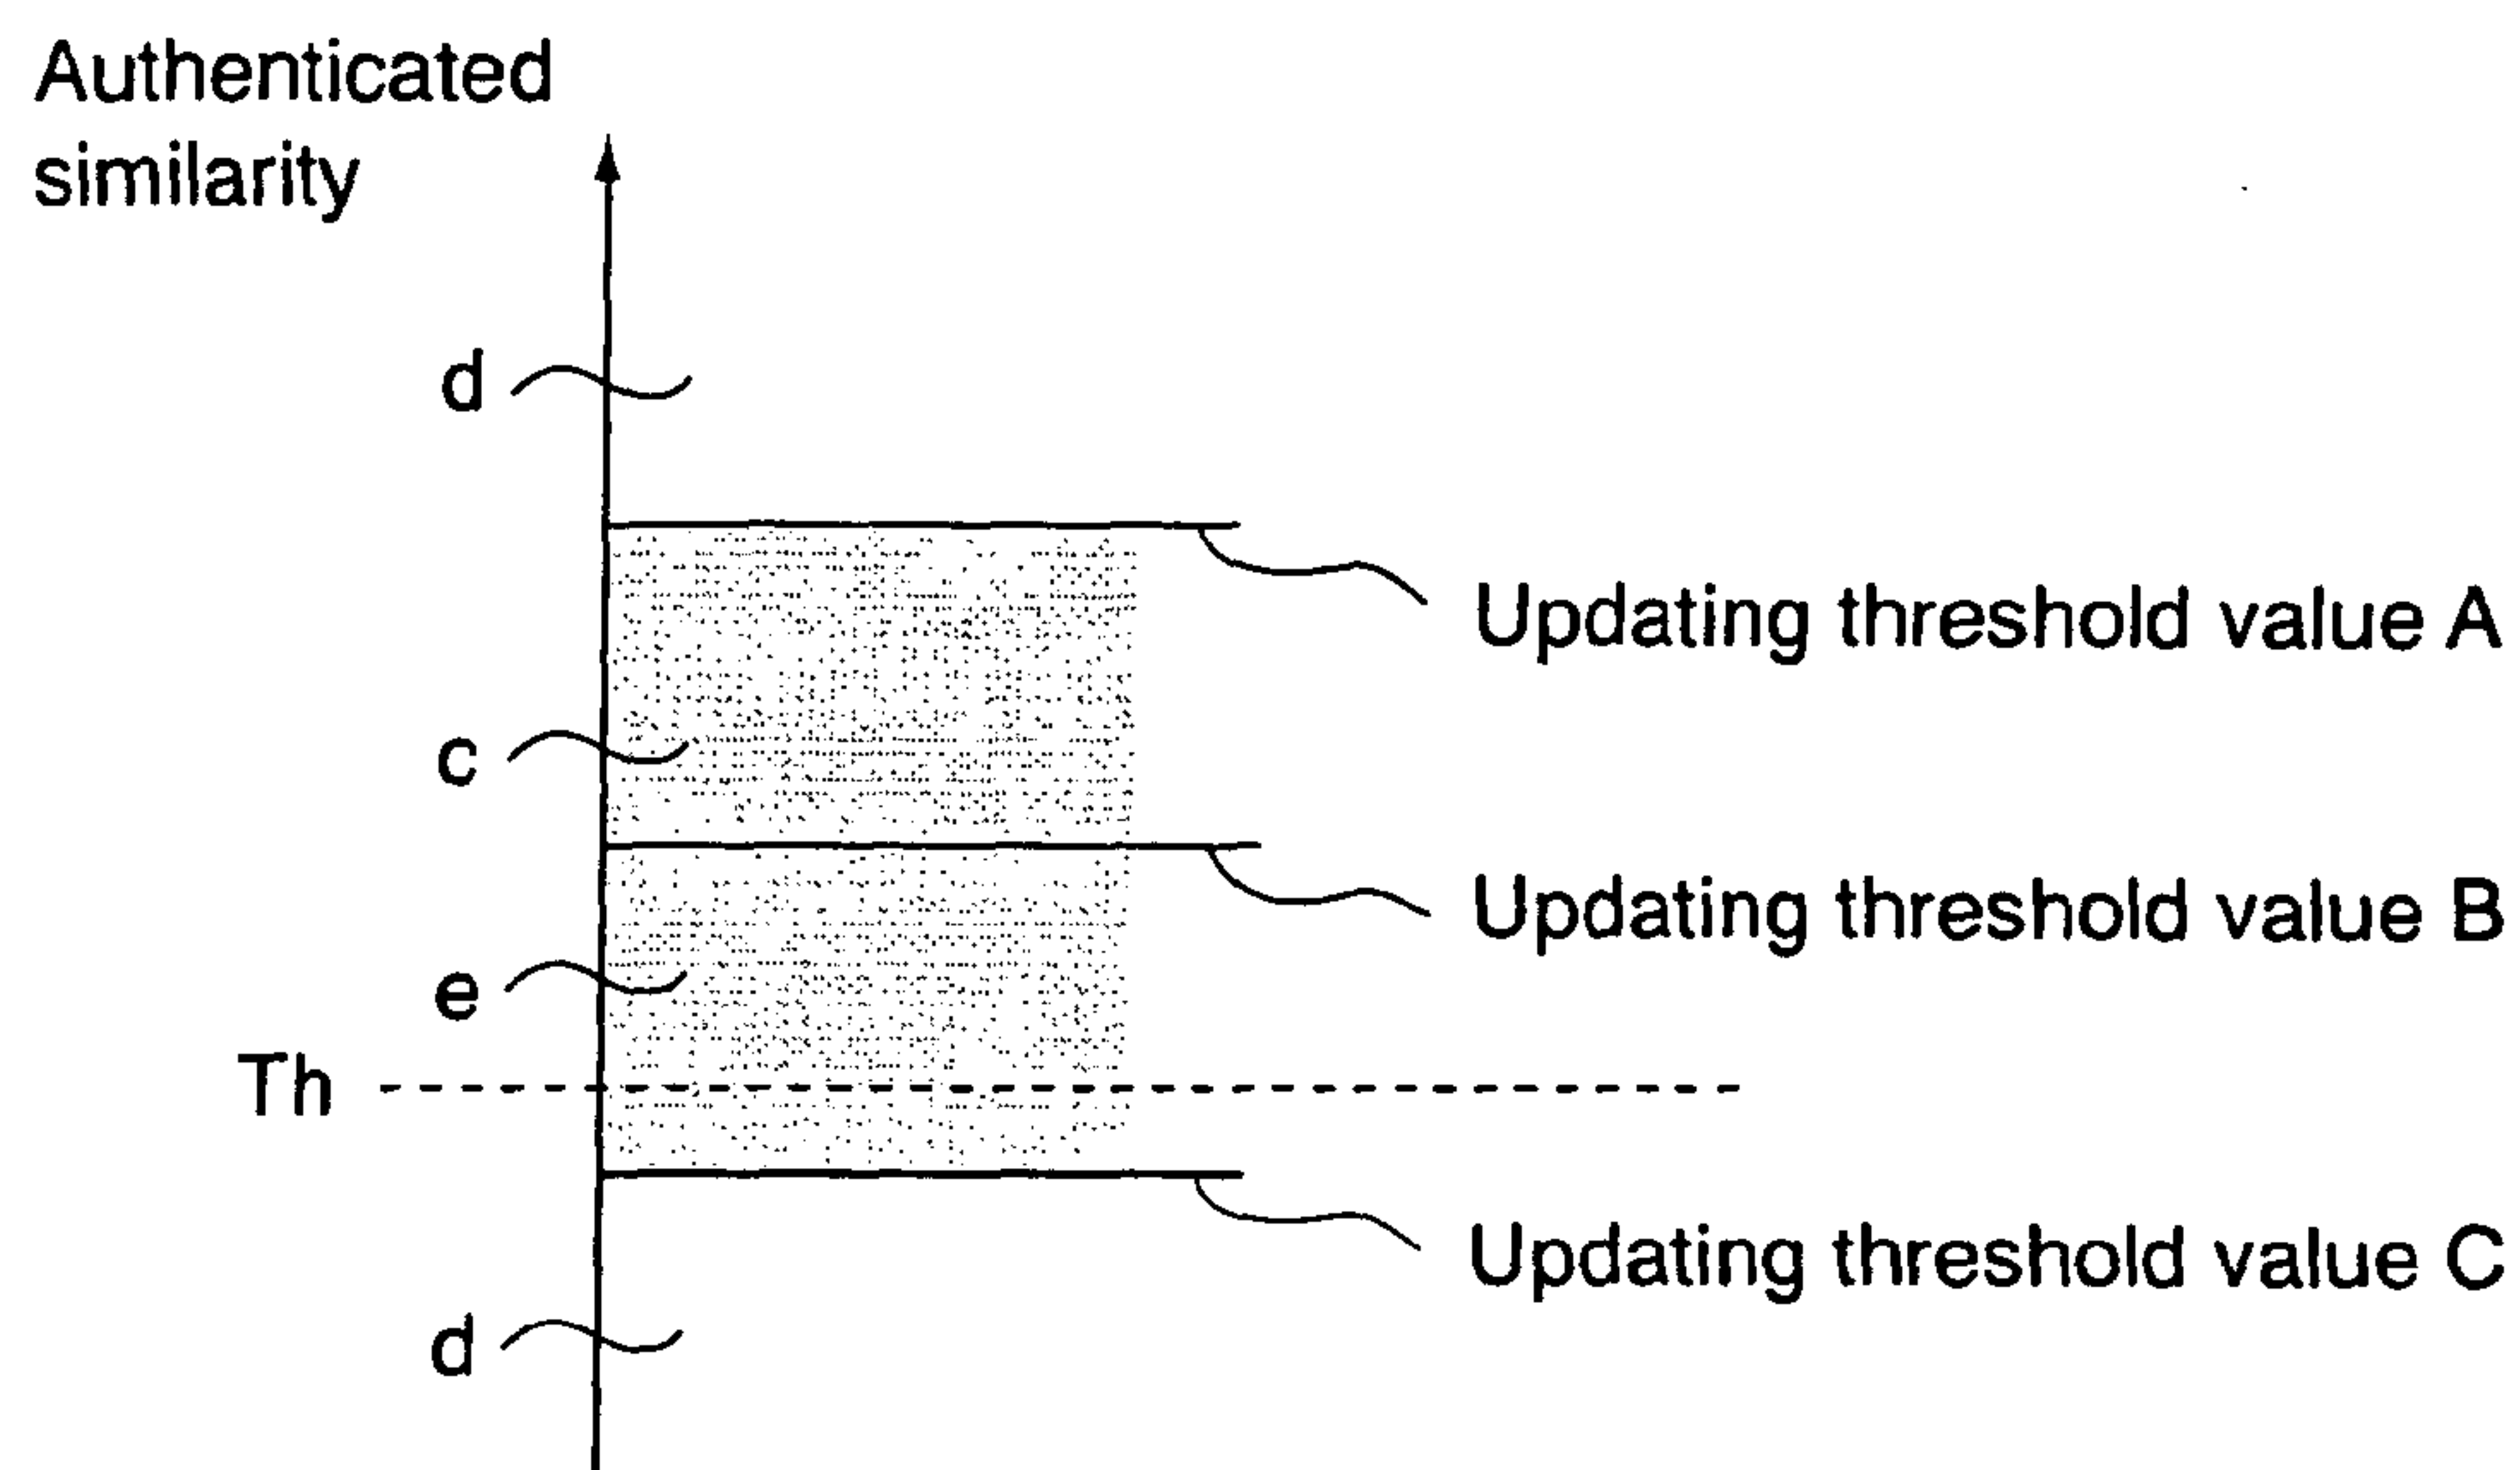 Authenticated
similarity
d
Updating threshold value A
c
Updating threshold value B
e
Th
Updating threshold value C
d